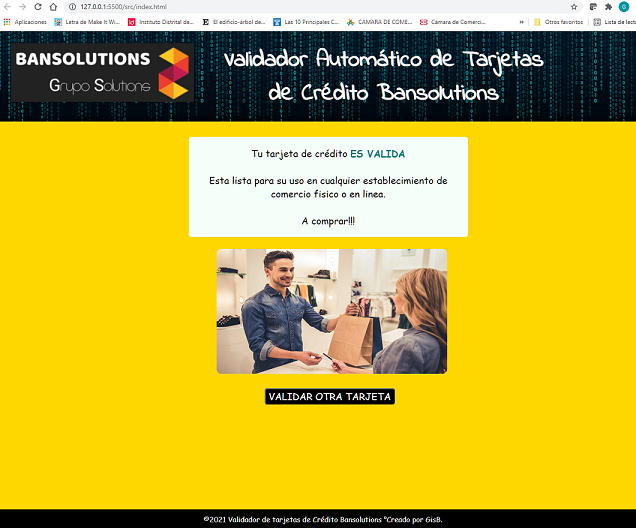 127.0.0.1:5500/src/index.html
Aplicaciones Letra de Make It Wi... Instituto Distrital de... El edificio-árbol de... Las 10 Principales C... CAMARA DE COME... Cámara de Comerci... » Otros favoritos Lista de lect
BANSOLUTIONS
Grupo Solutions
Validador Automático de Tarjetas
de Crédito Bansolutions
Tu tarjeta de crédito ES VALIDA
Esta lista para su uso en cualquier establecimiento de
comercio fisico o en linea.
A comprar!!!
VALIDAR OTRA TARJETA
©2021 Validador de tarjetas de Crédito Bansolutions °Creado por GisB.